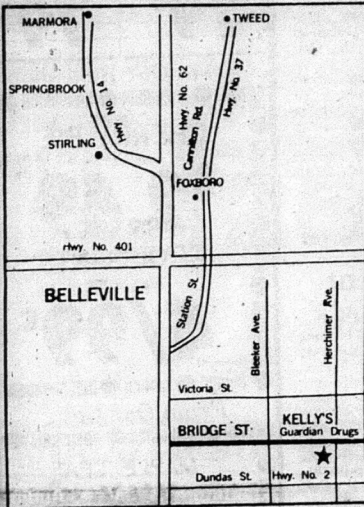 MARMORA
TWEED
SPRINGBROOK
Hwy. No. 14
Hwy. No. 62
Cannifton Rd.
Hwy. No. 37
STIRLING
FOXBORO
Hwy. No. 401
BELLEVILLE
Station St.
Bleeker Ave.
Herchimer Ave.
Victoria St.
BRIDGE ST.
KELLY'S
Guardian Drugs
Dundas St.
Hwy. No. 2